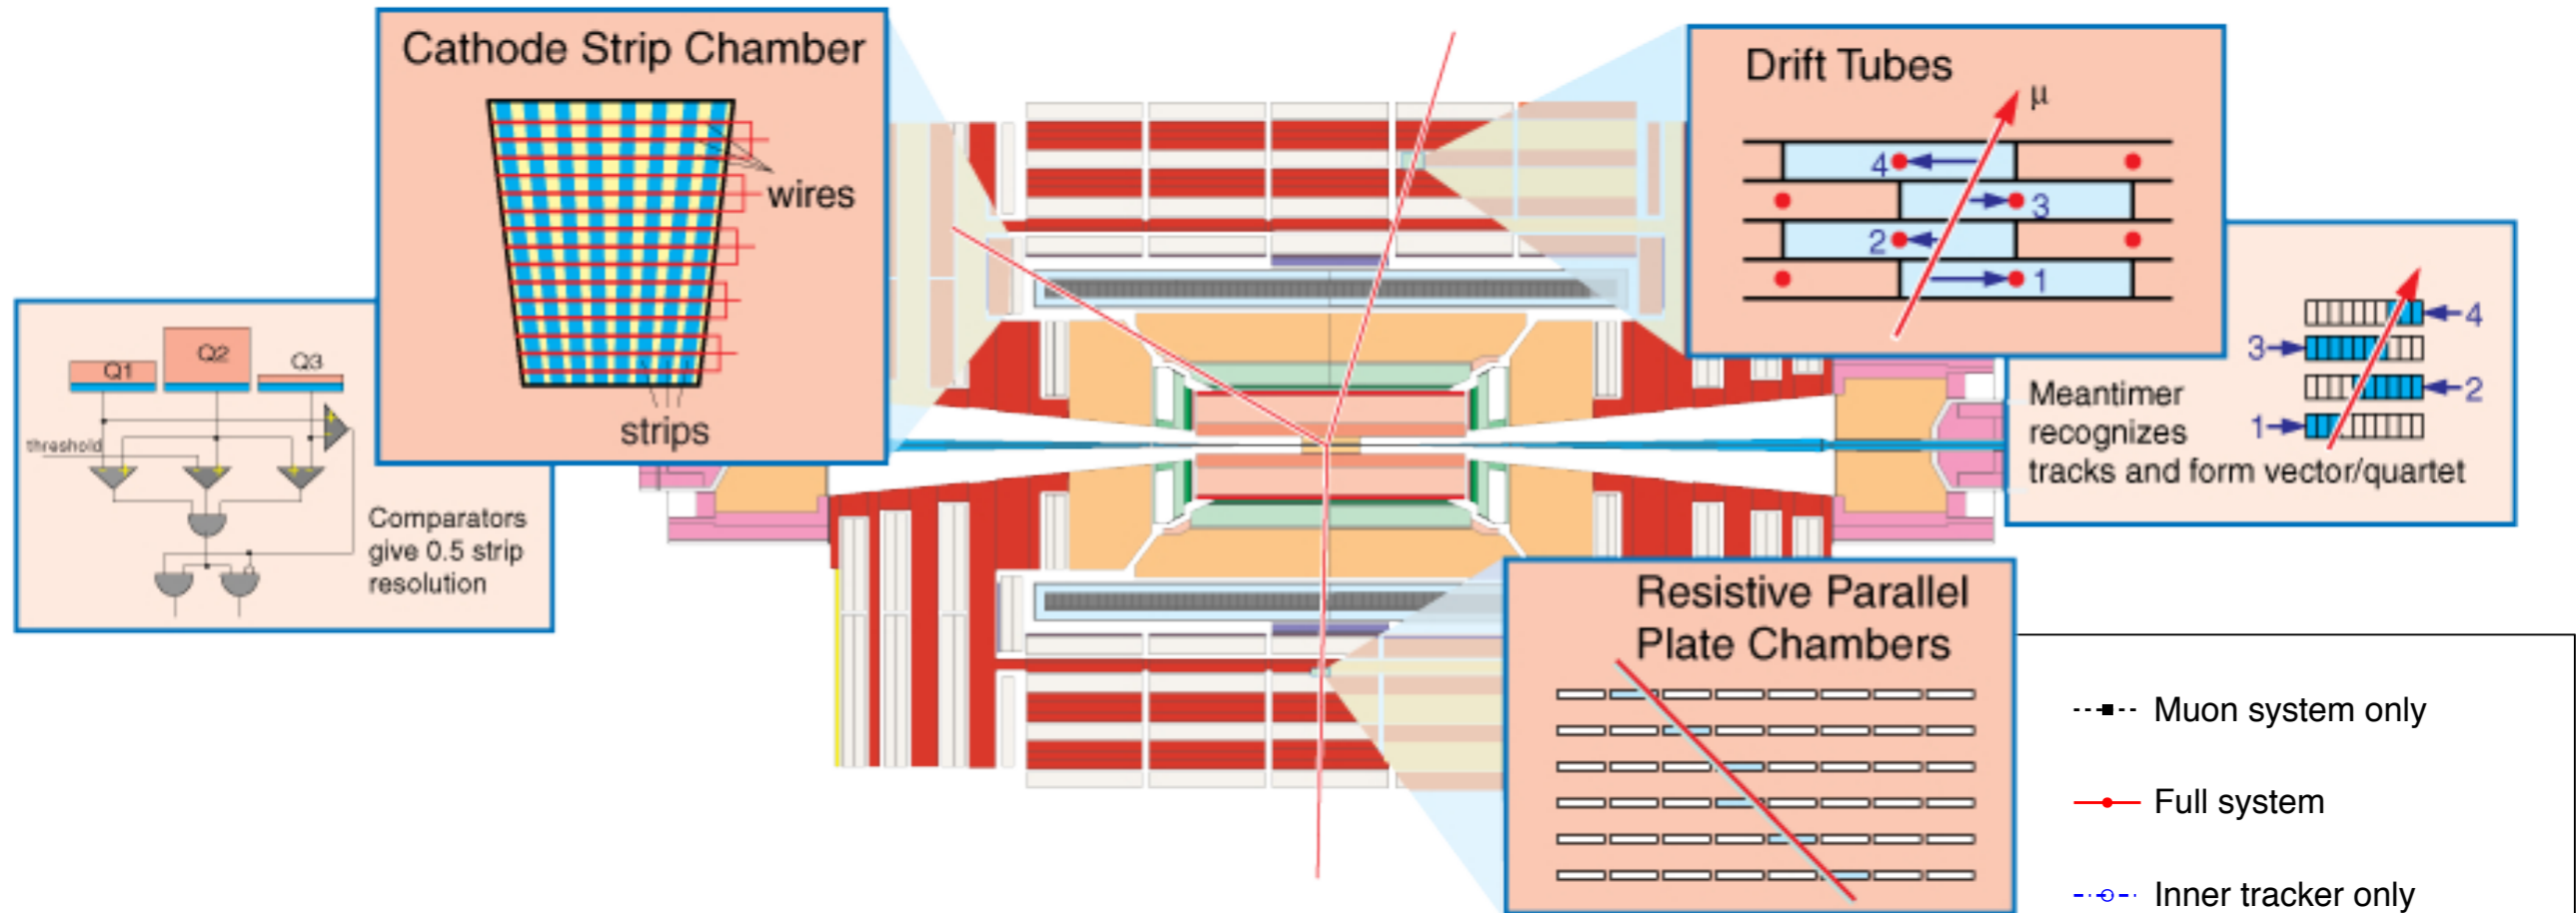 Cathode Strip Chamber
wires
strips
Q1
Q2
Q3
threshold
Comparators
give 0.5 strip
resolution
Drift Tubes
μ
4
3
2
1
4
3
2
1
Meantimer
recognizes
tracks and form vector/quartet
Resistive Parallel
Plate Chambers
Muon system only
Full system
Inner tracker only